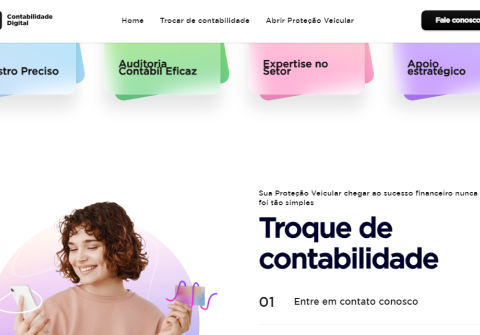 Contabilidade
Digital
Home Trocar de contabilidade Abrir Proteção Veicular Fale conosco
stro Preciso
Auditoria
Contábil Eficaz
Expertise no
Setor
Apoio
estratégico
Sua Proteção Veicular chegar ao sucesso financeiro nunca
foi tão simples
Troque de
contabilidade
01 Entre em contato conosco